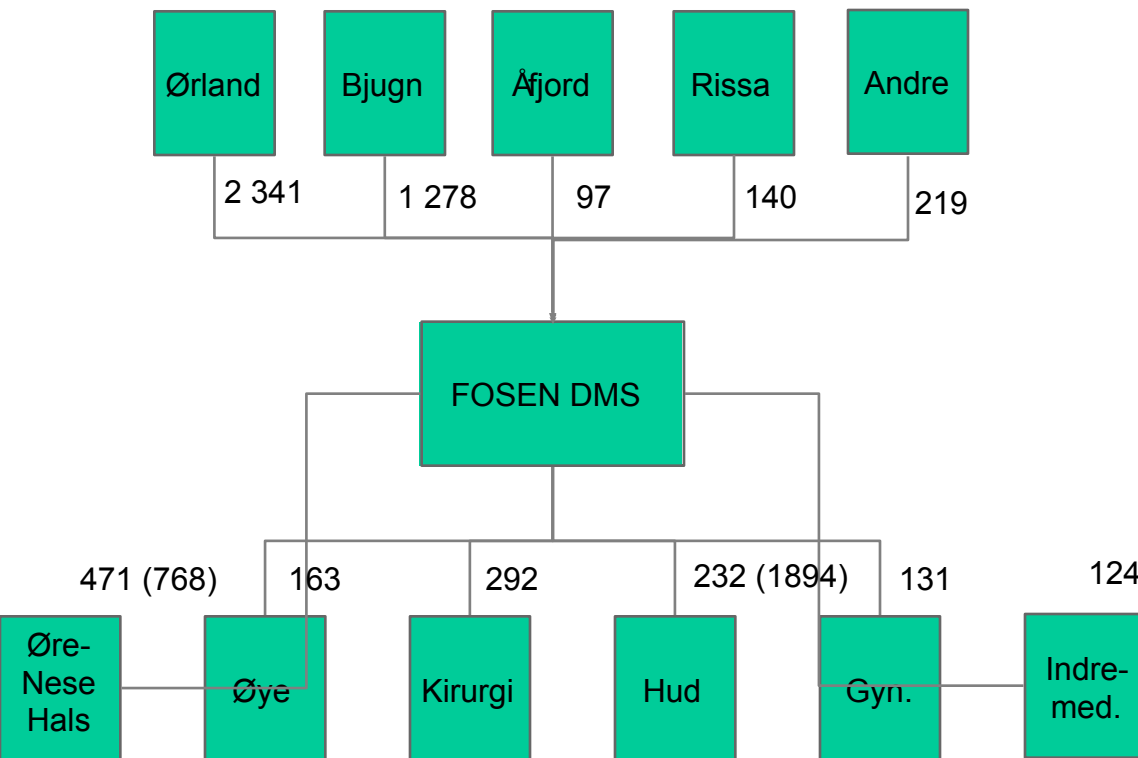 Ørland
Bjugn
Åfjord
Rissa
Andre
2 341
1 278
97
140
219
FOSEN DMS
471 (768)
163
292
232 (1894)
131
124
Øre-
Nese
Hals
Øye
Kirurgi
Hud
Gyn.
Indre-
med.